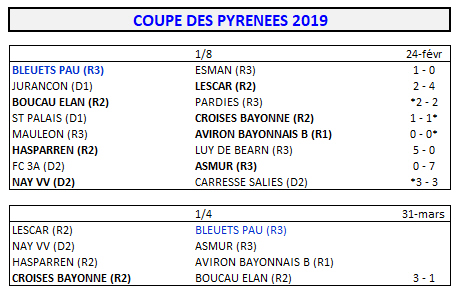 COUPE DES PYRENEES 2019
1/8 24-févr
BLEUETS PAU (R3) ESMAN (R3) 1 - 0
JURANCON (D1) LESCAR (R2) 2 - 4
BOUCAU ELAN (R2) PARDIES (R3) *2 - 2
ST PALAIS (D1) CROISES BAYONNE (R2) 1 - 1*
MAULEON (R3) AVIRON BAYONNAIS B (R1) 0 - 0*
HASPARREN (R2) LUY DE BEARN (R3) 5 - 0
FC 3A (D2) ASMUR (R3) 0 - 7
NAY VV (D2) CARRESSE SALIES (D2) *3 - 3
1/4 31-mars
LESCAR (R2) BLEUETS PAU (R3)
NAY VV (D2) ASMUR (R3)
HASPARREN (R2) AVIRON BAYONNAIS B (R1)
CROISES BAYONNE (R2) BOUCAU ELAN (R2) 3 - 1